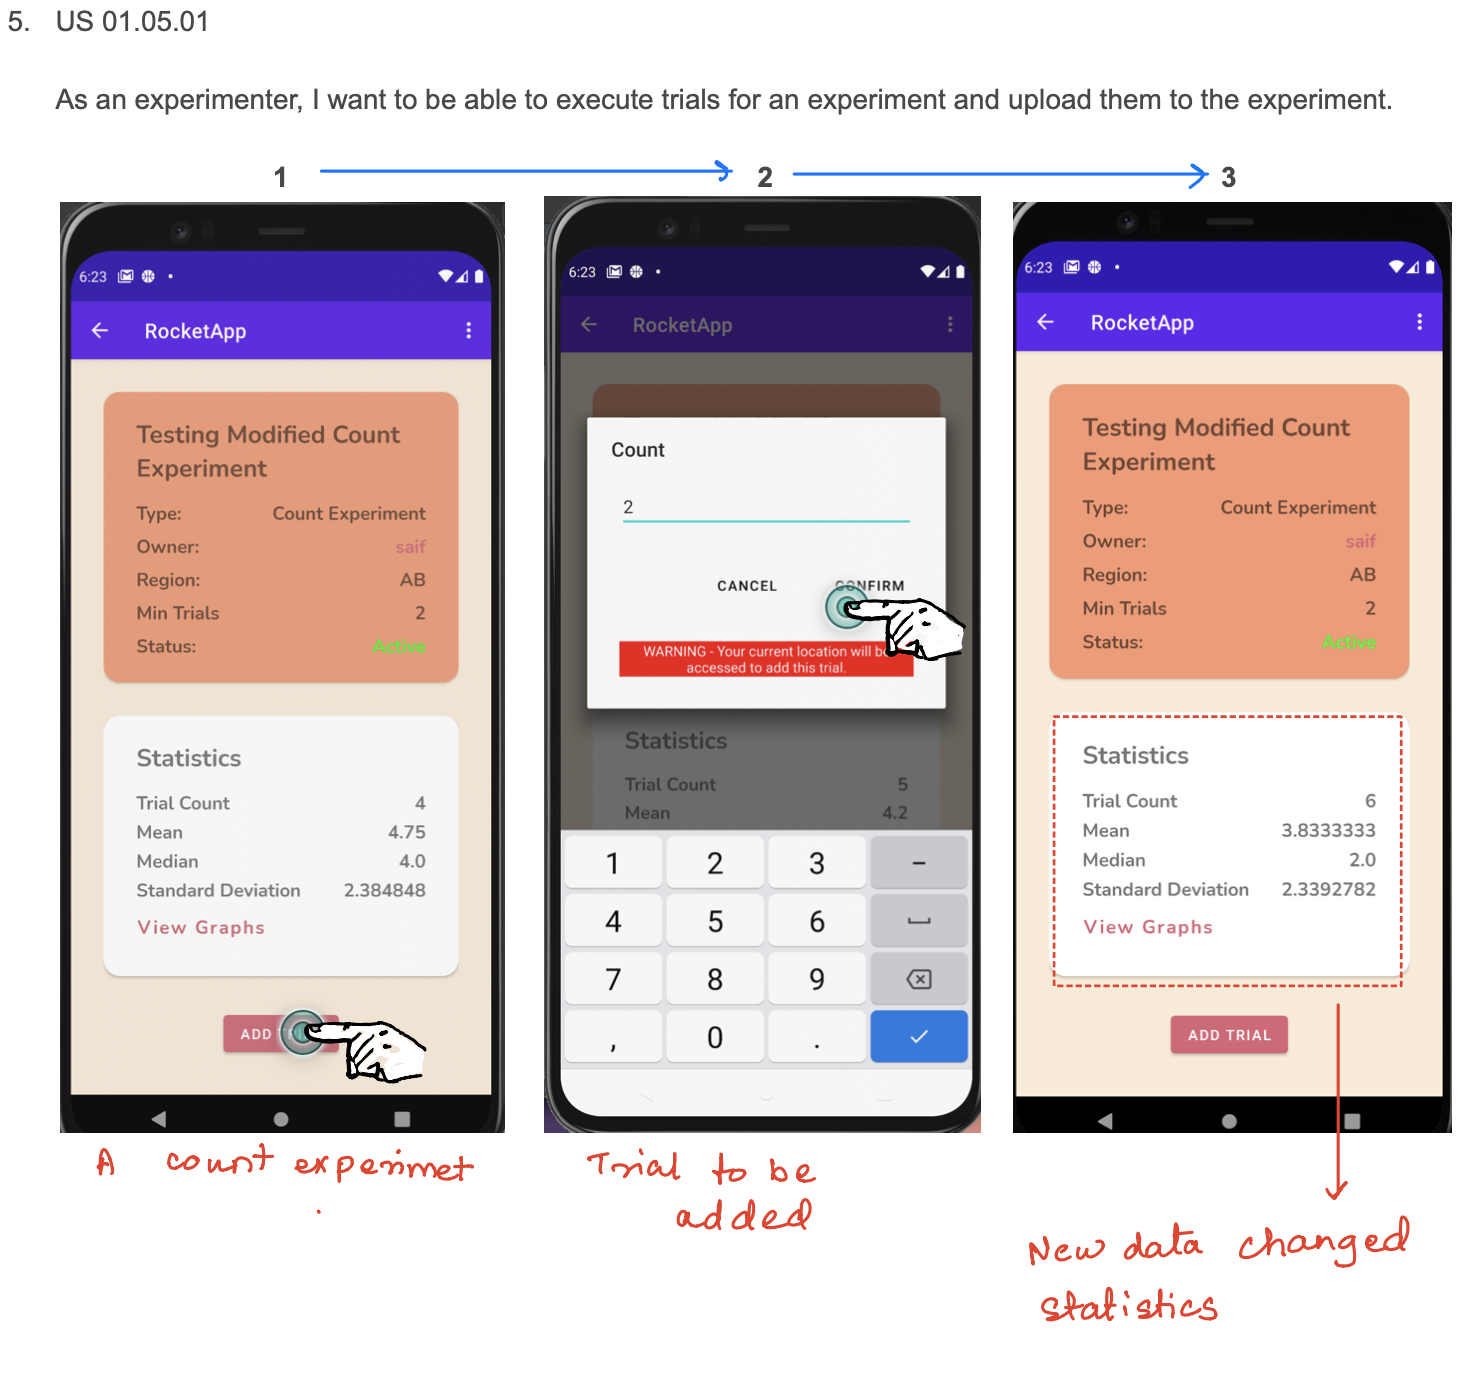 5. US 01.05.01
As an experimenter, I want to be able to execute trials for an experiment and upload them to the experiment.
1 2 3
6:23
RocketApp
Testing Modified Count
Experiment
Type: Count Experiment
Owner: saif
Region: AB
Min Trials 2
Status: Active
Statistics
Trial Count 4
Mean 4.75
Median 4.0
Standard Deviation 2.384848
View Graphs
ADD
A count experimet
6:23
RocketApp
Count
2
CANCEL CONFIRM
WARNING - Your current location will be
accessed to add this trial.
Statistics
Trial Count 5
Mean 4.2
1 2 3 -
4 5 6
7 8 9
, 0 .
Trial to be
added
6:23
RocketApp
Testing Modified Count
Experiment
Type: Count Experiment
Owner: saif
Region: AB
Min Trials 2
Status: Active
Statistics
Trial Count 6
Mean 3.8333333
Median 2.0
Standard Deviation 2.3392782
View Graphs
ADD TRIAL
New data changed
statistics